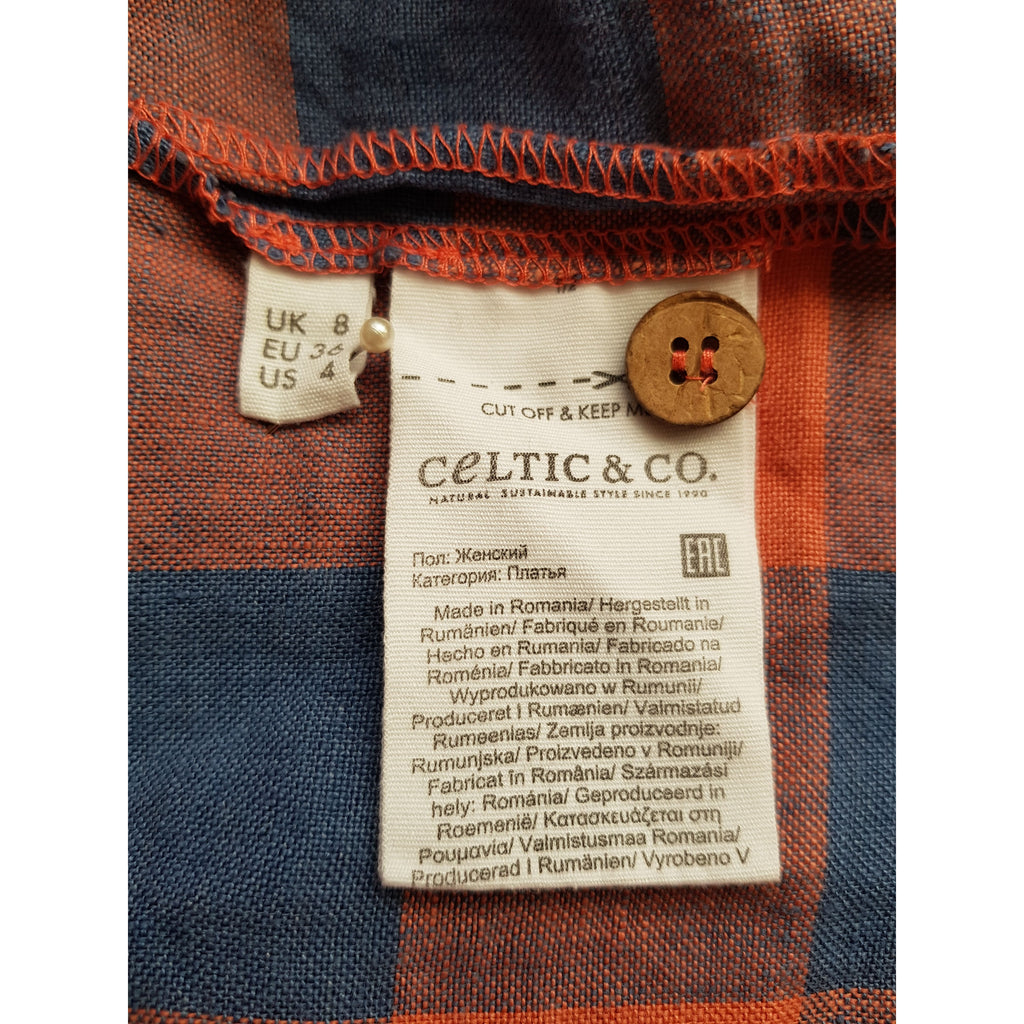 UK 8
EU 36
US 4
CUT OFF & KEEP
CeLTIC & CO.
NATURAL SUSTAINABLE STYLE SINCE 1990
Пол: Женский
Категория: Платья
EAC
Made in Romania/ Hergestellt in
Rumänien/ Fabriqué en Roumanie/
Hecho en Rumania/ Fabricado na
Roménia/ Fabbricato in Romania/
Wyprodukowano w Rumunii/
Produceret I Rumænien/ Valmistatud
Rumeenias/ Zemlja proizvodnje:
Rumunjska/ Proizvedeno v Romuniji/
Fabricat în România/ Származási
hely: Románia/ Geproduceerd in
Roemenië/ Κατασκευάζεται στη
Ρουμανία/ Valmistusmaa Romania/
Producerad I Rumänien/ Vyrobeno V